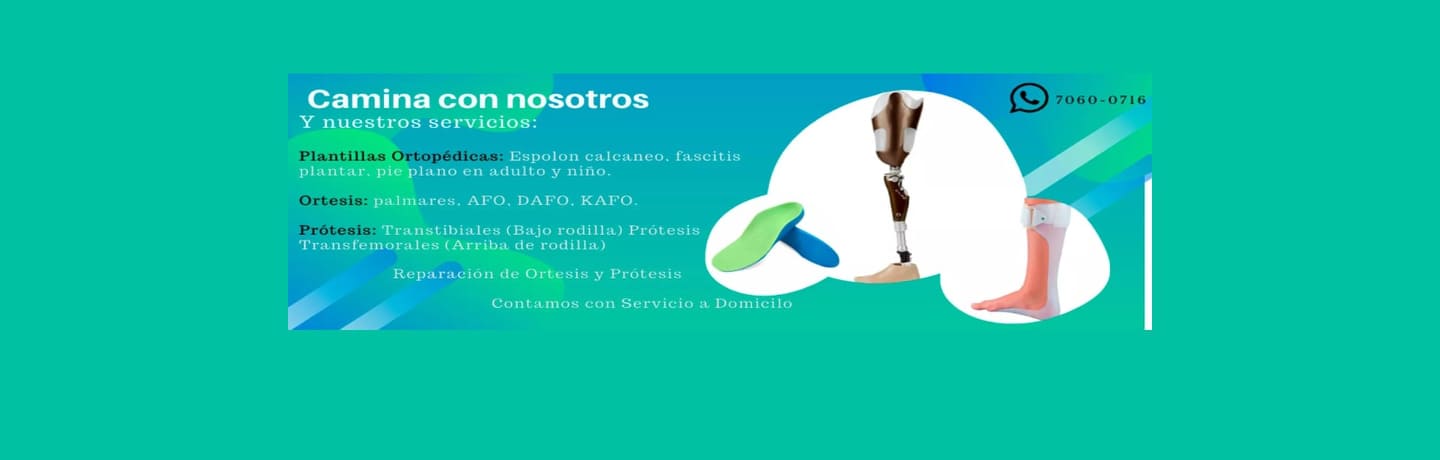 Camina con nosotros
7060-0716
Y nuestros servicios:
Plantillas Ortopédicas: Espolon calcaneo, fascitis
plantar, pie plano en adulto y niño.
Ortesis: palmares, AFO, DAFO, KAFO.
Prótesis: Transtibiales (Bajo rodilla) Prótesis
Transfemorales (Arriba de rodilla)
Reparación de Ortesis y Prótesis
Contamos con Servicio a Domicilo